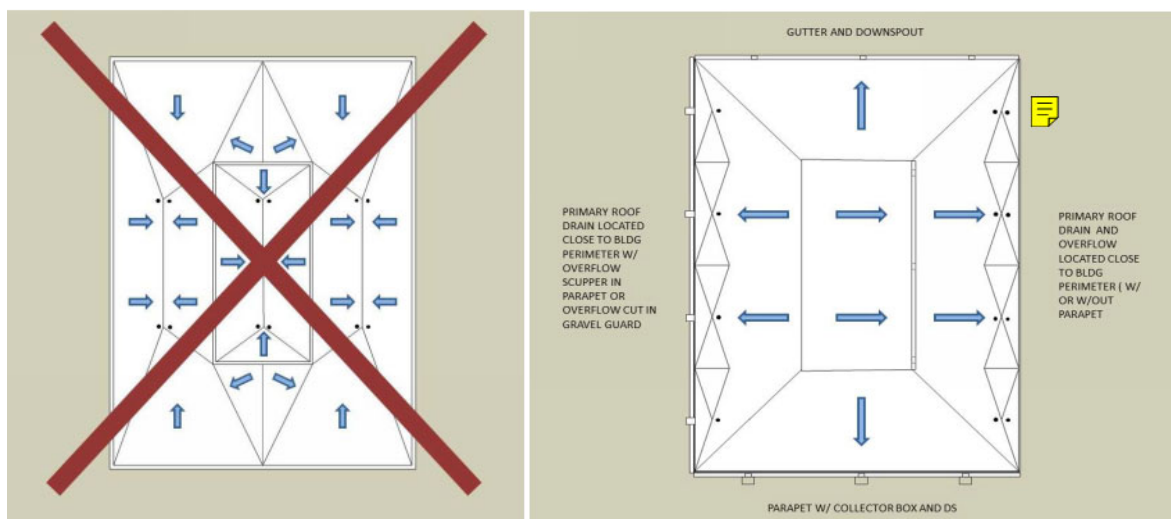 GUTTER AND DOWNSPOUT
PRIMARY ROOF
DRAIN LOCATED
CLOSE TO BLDG
PERIMETER W/
OVERFLOW
SCUPPER IN
PARAPET OR
OVERFLOW CUT IN
GRAVEL GUARD
PRIMARY ROOF
DRAIN AND
OVERFLOW
LOCATED CLOSE
TO BLDG
PERIMETER ( W/
OR W/OUT
PARAPET
PARAPET W/ COLLECTOR BOX AND DS